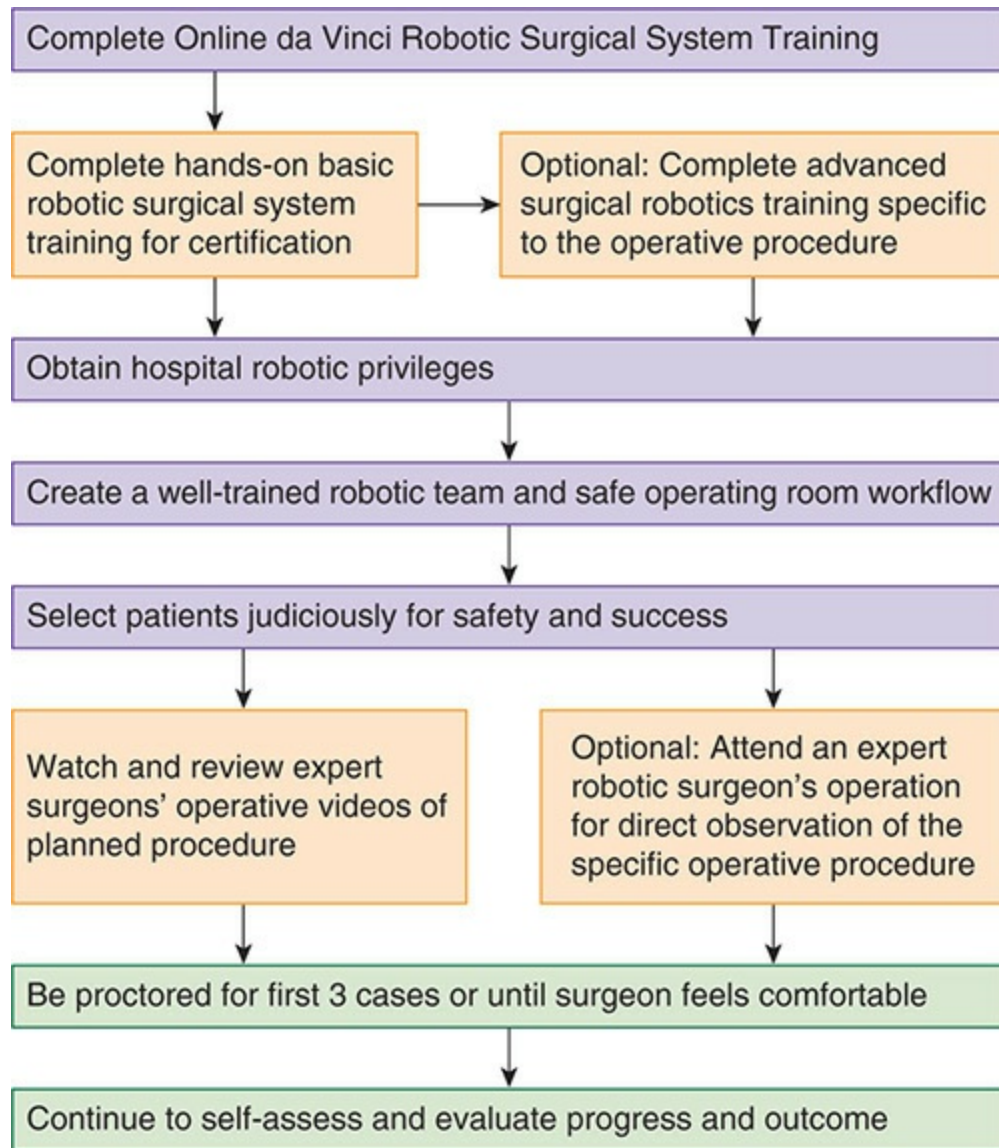 Complete Online da Vinci Robotic Surgical System Training
Complete hands-on basic
robotic surgical system
training for certification
Optional: Complete advanced
surgical robotics training specific
to the operative procedure
Obtain hospital robotic privileges
Create a well-trained robotic team and safe operating room workflow
Select patients judiciously for safety and success
Watch and review expert
surgeons’ operative videos of
planned procedure
Optional: Attend an expert
robotic surgeon’s operation
for direct observation of the
specific operative procedure
Be proctored for first 3 cases or until surgeon feels comfortable
Continue to self-assess and evaluate progress and outcome